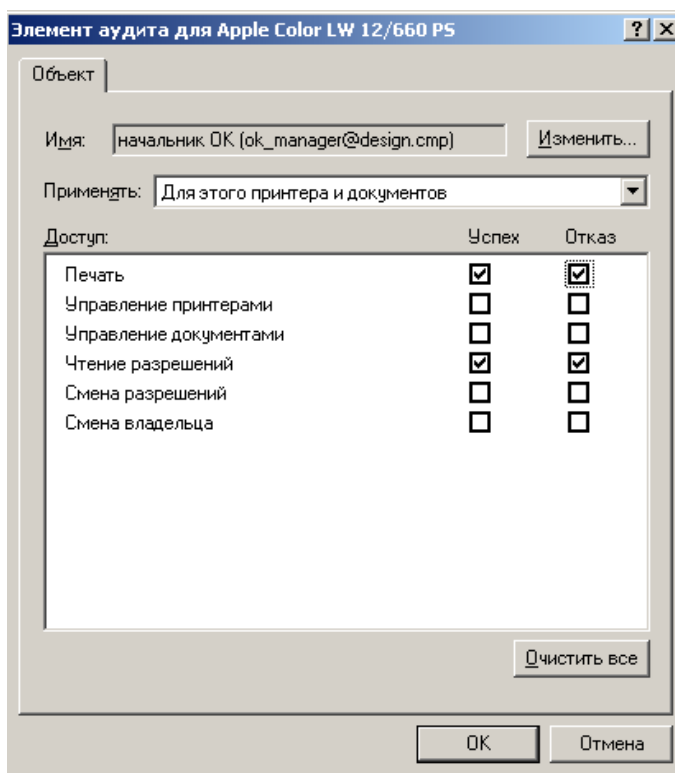 Элемент аудита для Apple Color LW 12/660 PS
Объект
Имя: начальник ОК (ok_manager@design.cmp) Изменить...
Применять: Для этого принтера и документов
Доступ: Успех Отказ
Печать
Управление принтерами
Управление документами
Чтение разрешений
Смена разрешений
Смена владельца
Очистить все
ОК Отмена